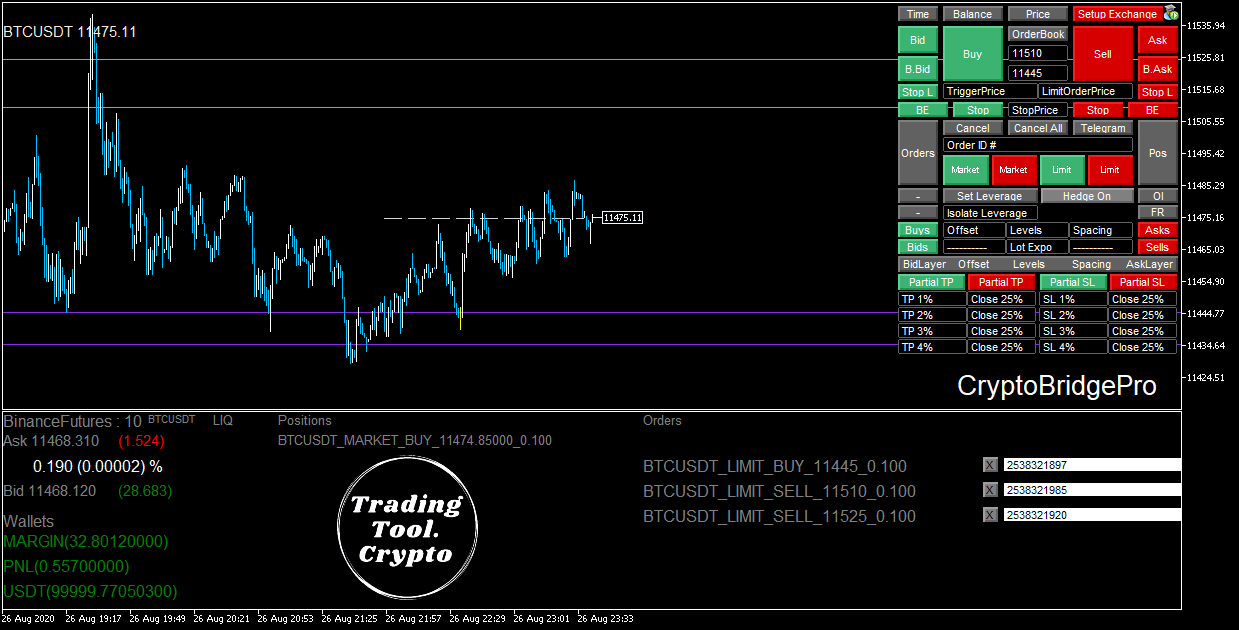 BTCUSDT 11475.11
11475.11
Time Balance Price Setup Exchange
Bid Buy OrderBook Sell Ask
11510
B.Bid 11445 B.Ask
Stop L TriggerPrice LimitOrderPrice Stop L
BE Stop StopPrice Stop BE
Orders Cancel Cancel All Telegram Pos
Order ID #
Market Market Limit Limit
- Set Leverage Hedge On OI
- Isolate Leverage FR
Buys Offset Levels Spacing Asks
Bids ---------- Lot Expo ---------- Sells
BidLayer Offset Levels Spacing AskLayer
Partial TP Partial TP Partial SL Partial SL
TP 1% Close 25% SL 1% Close 25%
TP 2% Close 25% SL 2% Close 25%
TP 3% Close 25% SL 3% Close 25%
TP 4% Close 25% SL 4% Close 25%
CryptoBridgePro
11535.94
11525.81
11515.68
11505.55
11495.42
11485.29
11475.16
11465.03
11454.90
11444.77
11434.64
11424.51
BinanceFutures : 10 BTCUSDT LIQ
Ask 11468.310 (1.524)
0.190 (0.00002) %
Bid 11468.120 (28.683)
Wallets
MARGIN(32.80120000)
PNL(0.55700000)
USDT(99999.77050300)
Positions
BTCUSDT_MARKET_BUY_11474.85000_0.100
Trading
Tool.
Crypto
Orders
BTCUSDT_LIMIT_BUY_11445_0.100 X 2538321897
BTCUSDT_LIMIT_SELL_11510_0.100 X 2538321985
BTCUSDT_LIMIT_SELL_11525_0.100 X 2538321920
26 Aug 2020 26 Aug 19:17 26 Aug 19:49 26 Aug 20:21 26 Aug 20:53 26 Aug 21:25 26 Aug 21:57 26 Aug 22:29 26 Aug 23:01 26 Aug 23:33